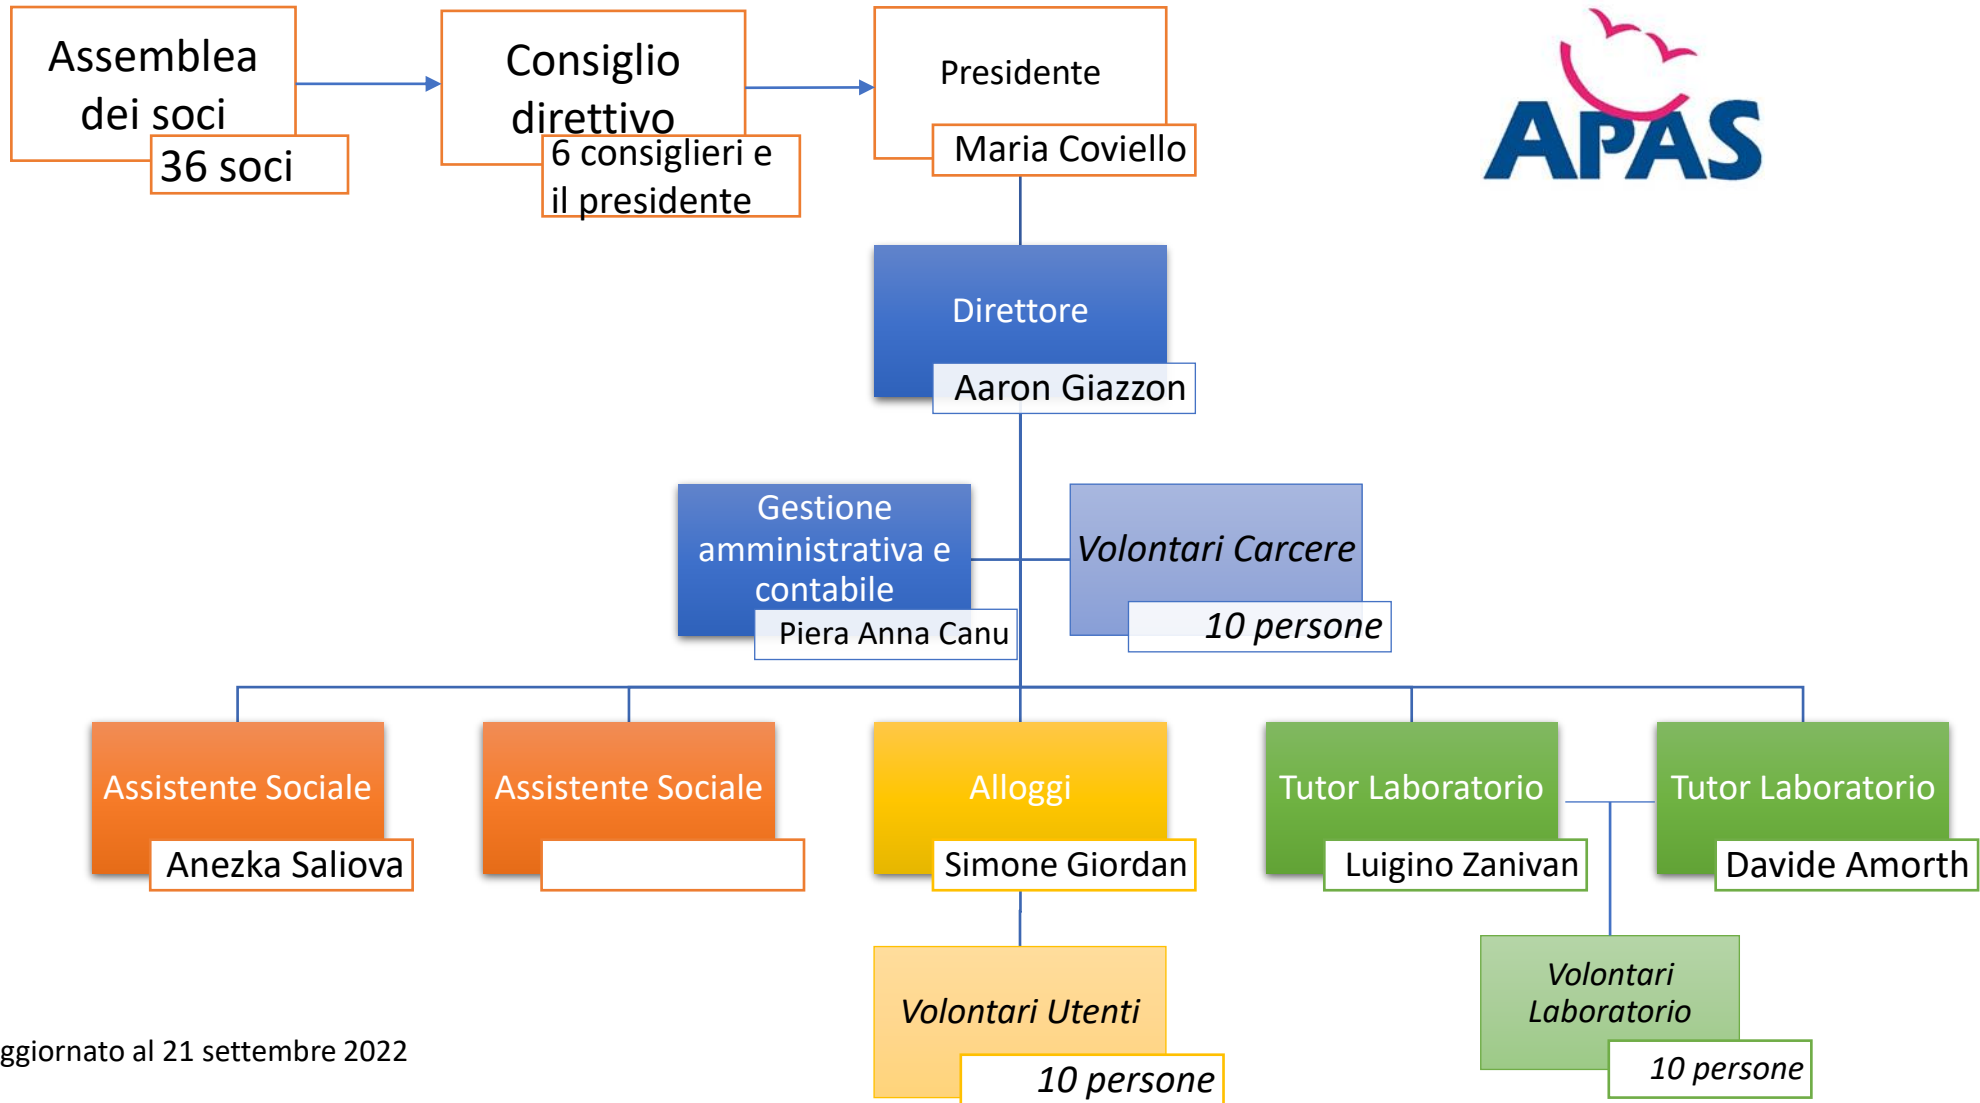 Assemblea
dei soci
36 soci
Consiglio
direttivo
6 consiglieri e
il presidente
Presidente
Maria Coviello
APAS
Direttore
Aaron Giazzon
Gestione
amministrativa e
contabile
Piera Anna Canu
Volontari Carcere
10 persone
Assistente Sociale
Anezka Saliova
Assistente Sociale
Alloggi
Simone Giordan
Tutor Laboratorio
Luigino Zanivan
Tutor Laboratorio
Davide Amorth
Volontari Utenti
10 persone
Volontari
Laboratorio
10 persone
ggiornato al 21 settembre 2022